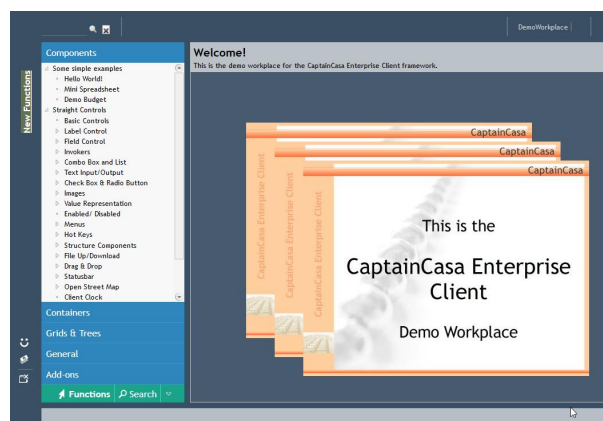 DemoWorkplace
New Functions
Components
Some simple examples
Hello World!
Mini Spreadsheet
Demo Budget
Straight Controls
Basic Controls
Label Control
Field Control
Invokers
Combo Box and List
Text Input/Output
Check Box & Radio Button
Images
Value Representation
Enabled/ Disabled
Menus
Hot Keys
Structure Components
File Up/Download
Drag & Drop
Statusbar
Open Street Map
Client Clock
Containers
Grids & Trees
General
Add-ons
Functions Search
Welcome!
This is the demo workplace for the CaptainCasa Enterprise Client framework.
CaptainCasa
CaptainCasa
CaptainCasa
CaptainCasa Enterprise Client
CaptainCasa Enterprise Client
CaptainCasa Enterprise Client
This is the
CaptainCasa Enterprise
Client
Demo Workplace